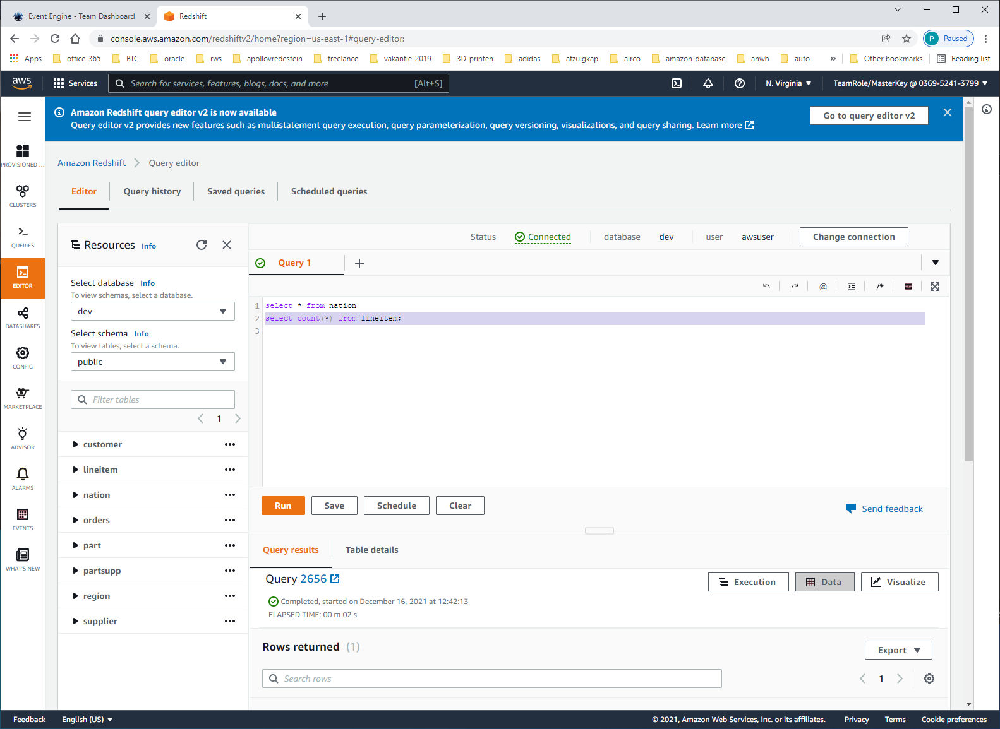 Event Engine - Team Dashboard
Redshift
console.aws.amazon.com/redshiftv2/home?region=us-east-1#query-editor:
P Paused
Apps office-365 BTC oracle rws apollovredestein freelance vakantie-2019 3D-printen adidas afzuigkap airco amazon-database anwb auto » Other bookmarks Reading list
aws Services Search for services, features, blogs, docs, and more [Alt+S] N. Virginia ▼ TeamRole/MasterKey @ 0369-5241-3799 ▼
Amazon Redshift query editor v2 is now available
Query editor v2 provides new features such as multistatement query execution, query parameterization, query versioning, visualizations, and query sharing. Learn more
Go to query editor v2
PROVISIONED ...
CLUSTERS
QUERIES
EDITOR
DATASHARES
CONFIG
MARKETPLACE
ADVISOR
ALARMS
EVENTS
WHAT'S NEW
Amazon Redshift > Query editor
Editor Query history Saved queries Scheduled queries
Resources Info
Select database Info
To view schemas, select a database.
dev
Select schema Info
To view tables, select a schema.
public
Filter tables
1
customer •••
lineitem •••
nation •••
orders •••
part •••
partsupp •••
region •••
supplier •••
Status Connected database dev user awsuser Change connection
Query 1 +
@ /*
1 select * from nation
2 select count(*) from lineitem;
3
Run Save Schedule Clear Send feedback
Query results Table details
Query 2656
Execution Data Visualize
Completed, started on December 16, 2021 at 12:42:13
ELAPSED TIME: 00 m 02 s
Rows returned (1)
Export ▼
Search rows
1
Feedback English (US) ▼ © 2021, Amazon Web Services, Inc. or its affiliates. Privacy Terms Cookie preferences